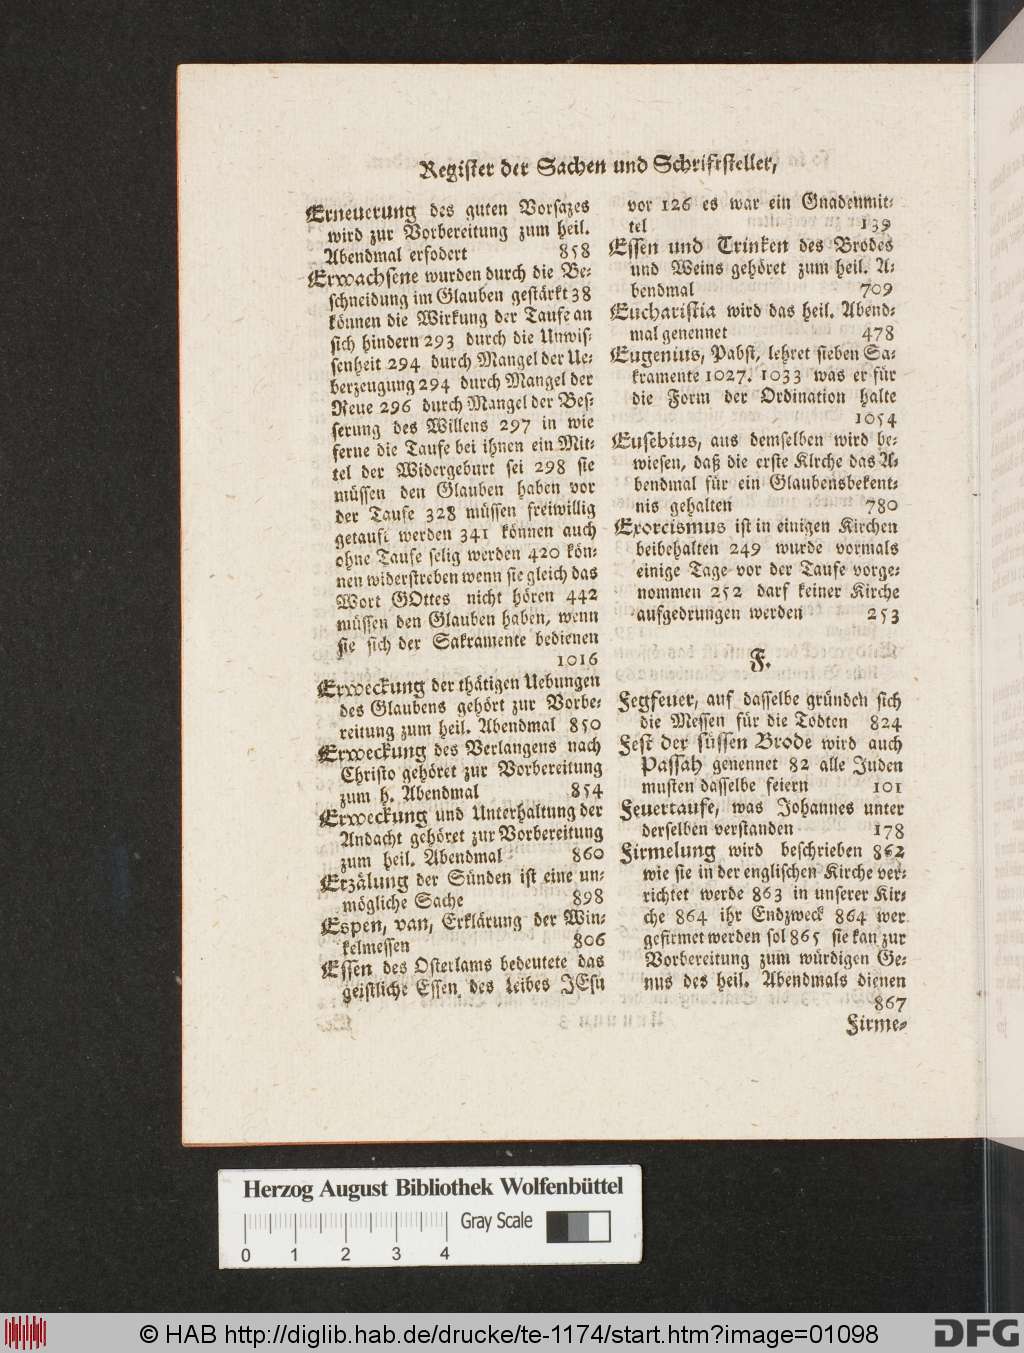 Register der Sachen und Schriftsteller,
Erneuerung des guten Vorsazes
wird zur Vorbereitung zum heil.
Abendmal erfodert 858
Erwachsene wurden durch die Be-
schneidung im Glauben gestärkt 38
können die Wirkung der Taufe an
sich hindern 293 durch die Unwis-
senheit 294 durch Mangel der Ue-
berzeugung 294 durch Mangel der
Reue 296 durch Mangel der Bes-
serung des Willens 297 in wie
ferne die Taufe bei ihnen ein Mit-
tel der Widergeburt sei 298 sie
müssen den Glauben haben vor
der Taufe 328 müssen freiwillig
getauft werden 341 können auch
ohne Taufe selig werden 420 kön-
nen widerstreben wenn sie gleich das
Wort GOttes nicht hören 442
müssen den Glauben haben, wenn
sie sich der Sakramente bedienen
1016
Erweckung der thätigen Uebungen
des Glaubens gehört zur Vorbe-
reitung zum heil. Abendmal 850
Erweckung des Verlangens nach
Christo gehöret zur Vorbereitung
zum h. Abendmal 854
Erweckung und Unterhaltung der
Andacht gehöret zur Vorbereitung
zum heil. Abendmal 860
Erzälung der Sünden ist eine un-
mögliche Sache 898
Espen, van, Erklärung der Win-
kelmessen 806
Essen des Osterlams bedeutete das
geistliche Essen des Leibes JEsu
vor 126 es war ein Gnadenmit-
tel 139
Essen und Trinken des Brodes
und Weins gehöret zum heil. A-
bendmal 709
Eucharistia wird das heil. Abend-
mal genennet 478
Eugenius, Pabst, lehret sieben Sa-
kramente 1027. 1033 was er für
die Form der Ordination halte
1054
Eusebius, aus demselben wird be-
wiesen, daß die erste Kirche das A-
bendmal für ein Glaubensbekent-
nis gehalten 780
Exorcismus ist in einigen Kirchen
beibehalten 249 wurde vormals
einige Tage vor der Taufe vorge-
nommen 252 darf keiner Kirche
aufgedrungen werden 253
F.
Fegfeuer, auf dasselbe gründen sich
die Messen für die Todten 824
Fest der süssen Brode wird auch
Passah genennet 82 alle Juden
musten dasselbe feiern 101
Feuertaufe, was Johannes unter
derselben verstanden 178
Firmelung wird beschrieben 862
wie sie in der englischen Kirche ver-
richtet werde 863 in unserer Kir-
che 864 ihr Endzweck 864 wer
gefirmet werden sol 865 sie kan zur
Vorbereitung zum würdigen Ge-
nus des heil. Abendmals dienen
867
Firme-
Herzog August Bibliothek Wolfenbüttel
Gray Scale
0 1 2 3 4
© HAB http://diglib.hab.de/drucke/te-1174/start.htm?image=01098
DFG